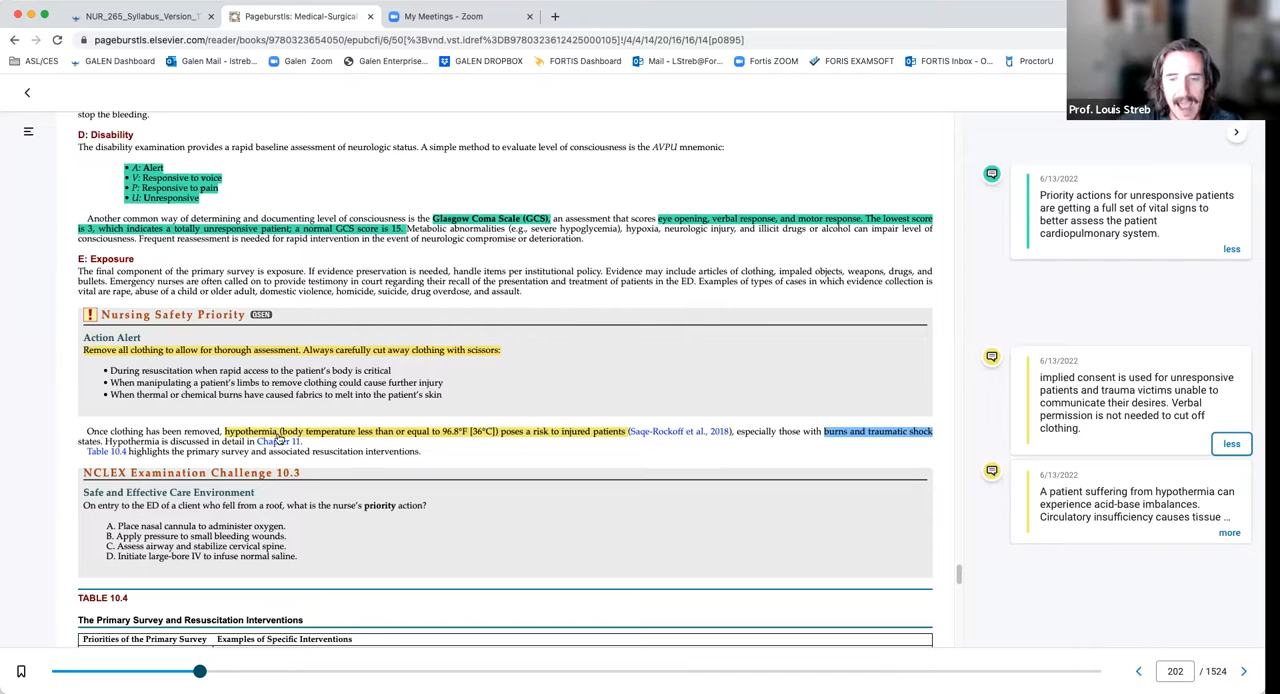 NUR_265_Syllabus_Version_T
Pageburstls: Medical-Surgical
My Meetings - Zoom
pageburstls.elsevier.com/reader/books/9780323654050/epubcfi/6/50[%3Bvnd.vst.idref%3DB9780323612425000105]!/4/4/14/20/16/16/14[p0895]
ASL/CES
GALEN Dashboard
Galen Mail - lstreb...
Galen Zoom
Galen Enterprise...
GALEN DROPBOX
FORTIS Dashboard
Mail - LStreb@For...
Fortis ZOOM
FORIS EXAMSOFT
FORTIS Inbox - O...
ProctorU
Prof. Louis Streb
stop the bleeding.
D: Disability
The disability examination provides a rapid baseline assessment of neurologic status. A simple method to evaluate level of consciousness is the AVPU mnemonic:
• A: Alert
• V: Responsive to voice
• P: Responsive to pain
• U: Unresponsive
Another common way of determining and documenting level of consciousness is the Glasgow Coma Scale (GCS), an assessment that scores eye opening, verbal response, and motor response. The lowest score
is 3, which indicates a totally unresponsive patient; a normal GCS score is 15. Metabolic abnormalities (e.g., severe hypoglycemia), hypoxia, neurologic injury, and illicit drugs or alcohol can impair level of
consciousness. Frequent reassessment is needed for rapid intervention in the event of neurologic compromise or deterioration.
E: Exposure
The final component of the primary survey is exposure. If evidence preservation is needed, handle items per institutional policy. Evidence may include articles of clothing, impaled objects, weapons, drugs, and
bullets. Emergency nurses are often called on to provide testimony in court regarding their recall of the presentation and treatment of patients in the ED. Examples of types of cases in which evidence collection is
vital are rape, abuse of a child or older adult, domestic violence, homicide, suicide, drug overdose, and assault.
! Nursing Safety Priority QSEN
Action Alert
Remove all clothing to allow for thorough assessment. Always carefully cut away clothing with scissors:
• During resuscitation when rapid access to the patient's body is critical
• When manipulating a patient's limbs to remove clothing could cause further injury
• When thermal or chemical burns have caused fabrics to melt into the patient's skin
Once clothing has been removed, hypothermia (body temperature less than or equal to 96.8°F [36°C]) poses a risk to injured patients (Saqe-Rockoff et al., 2018), especially those with burns and traumatic shock
states. Hypothermia is discussed in detail in Chapter 11.
Table 10.4 highlights the primary survey and associated resuscitation interventions.
NCLEX Examination Challenge 10.3
Safe and Effective Care Environment
On entry to the ED of a client who fell from a roof, what is the nurse's priority action?
A. Place nasal cannula to administer oxygen.
B. Apply pressure to small bleeding wounds.
C. Assess airway and stabilize cervical spine.
D. Initiate large-bore IV to infuse normal saline.
TABLE 10.4
The Primary Survey and Resuscitation Interventions
Priorities of the Primary Survey Examples of Specific Interventions
6/13/2022
Priority actions for unresponsive patients
are getting a full set of vital signs to
better assess the patient
cardiopulmonary system.
less
6/13/2022
implied consent is used for unresponsive
patients and trauma victims unable to
communicate their desires. Verbal
permission is not needed to cut off
clothing.
less
6/13/2022
A patient suffering from hypothermia can
experience acid-base imbalances.
Circulatory insufficiency causes tissue ...
more
202 / 1524